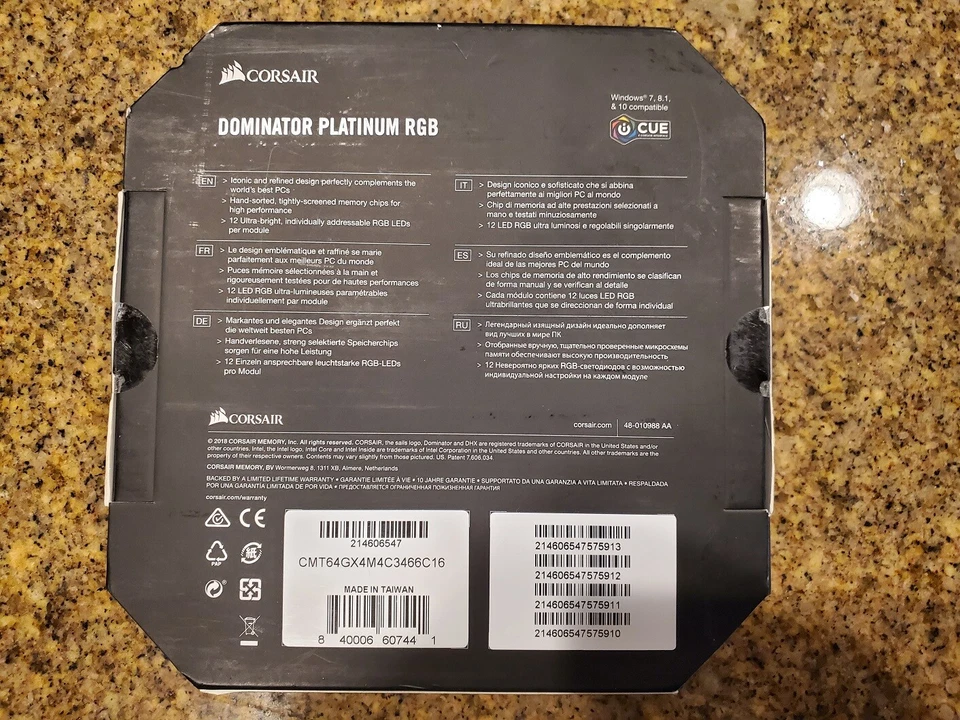 CORSAIR
DOMINATOR PLATINUM RGB
Windows® 7, 8.1,
& 10 compatible
CUE
EN
> Iconic and refined design perfectly complements the
world's best PCs
> Hand-sorted, tightly-screened memory chips for
high performance
> 12 Ultra-bright, individually addressable RGB LEDs
per module
FR
> Le design emblématique et raffiné se marie
parfaitement aux meilleurs PC du monde
> Puces mémoire sélectionnées à la main et
rigoureusement testées pour de hautes performances
> 12 LED RGB ultra-lumineuses paramétrables
individuellement par module
DE
> Markantes und elegantes Design ergänzt perfekt
die weltweit besten PCs
> Handverlesene, streng selektierte Speicherchips
sorgen für eine hohe Leistung
> 12 Einzeln ansprechbare leuchtstarke RGB-LEDs
pro Modul
IT
> Design iconico e sofisticato che si abbina
perfettamente ai migliori PC al mondo
> Chip di memoria ad alte prestazioni selezionati a
mano e testati minuziosamente
> 12 LED RGB ultra luminosi e regolabili singolarmente
ES
> Su refinado diseño emblemático es el complemento
ideal de las mejores PC del mundo
> Los chips de memoria de alto rendimiento se clasifican
de forma manual y se verifican al detalle
> Cada módulo contiene 12 luces LED RGB
ultrabrillantes que se direccionan de forma individual
RU
> Легендарный изящный дизайн идеально дополняет
вид лучших в мире ПК
> Отобранные вручную, тщательно проверенные микросхемы
памяти обеспечивают высокую производительность
> 12 Невероятно ярких RGB-светодиодов с возможностью
индивидуальной настройки на каждом модуле
CORSAIR
corsair.com | 48-010988 AA
© 2018 CORSAIR MEMORY, Inc. All rights reserved. CORSAIR, the sails logo, Dominator and DHX are registered trademarks of CORSAIR in the United States and/or
other countries. Intel, the Intel logo, Intel Core and Intel Inside are trademarks of Intel Corporation in the United States and other countries. All other trademarks are the
property of their respective owners. Contents may vary slightly from those pictured. US. Patent 7,606,034.
CORSAIR MEMORY, BV Wormerweg 8, 1311 XB, Almere, Netherlands
BACKED BY A LIMITED LIFETIME WARRANTY • GARANTIE LIMITÉE À VIE • 10 JAHRE GARANTIE • SUPPORTATO DA UNA GARANZIA A VITA LIMITATA • RESPALDADA
POR UNA GARANTÍA LIMITADA DE POR VIDA • ПРЕДОСТАВЛЯЕТСЯ ОГРАНИЧЕННАЯ ПОЖИЗНЕННАЯ ГАРАНТИЯ
corsair.com/warranty
CE
PAP
紙
214606547
CMT64GX4M4C3466C16
MADE IN TAIWAN
8 40006 60744 1
214606547575913
214606547575912
214606547575911
214606547575910